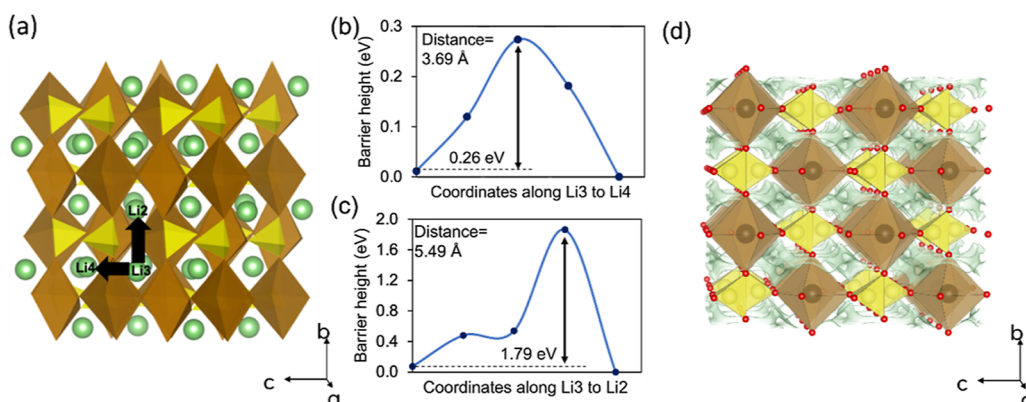 (a)
Li2
Li4
Li3
b
c
a
(b)
Barrier height (eV)
0.3
0.2
0.1
0.0
Distance=
3.69 Å
0.26 eV
Coordinates along Li3 to Li4
(c)
Barrier height (eV)
2.0
1.6
1.2
0.8
0.4
0.0
Distance=
5.49 Å
1.79 eV
Coordinates along Li3 to Li2
(d)
b
c